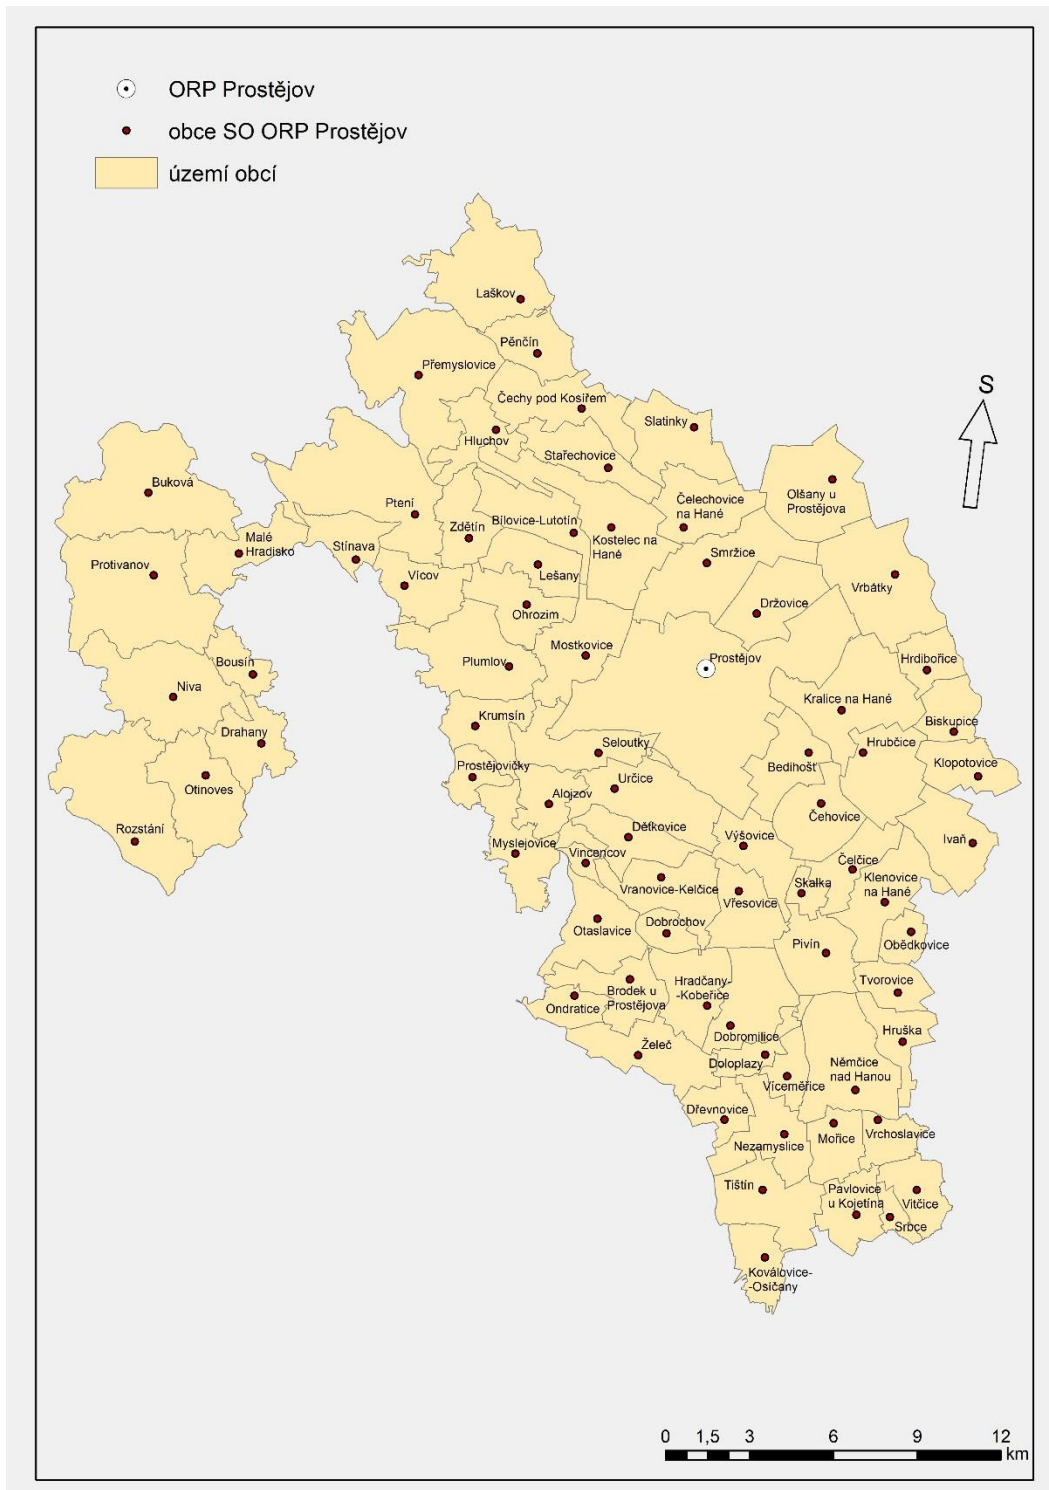 ORP Prostějov
obce SO ORP Prostějov
území obcí
Laškov
Pěnčín
Přemyslovice
Čechy pod Kosířem
Slatinky
Hluchov
Stařechovice
S
Buková
Ptení
Olšany u
Prostějova
Čelechovice
na Hané
Zdětín
Bílovice-Lutotín
Kostelec na
Hané
Malé
Hradisko
Stínava
Protivanov
Vícov
Lešany
Smržice
Vrbátky
Ohrozim
Držovice
Bousín
Plumlov
Mostkovice
Prostějov
Hrdibořice
Niva
Kralice na Hané
Krumsín
Biskupice
Drahany
Seloutky
Bedihošť
Hrubčice
Klopotovice
Otinoves
Prostějovičky
Určice
Alojzov
Čehovice
Rozstání
Myslejovice
Děťkovice
Výšovice
Ivaň
Vincencov
Čelčice
Vranovice-Kelčice
Vřesovice
Skalka
Klenovice
na Hané
Otaslavice
Dobrochov
Pivín
Obědkovice
Ondratice
Brodek u
Prostějova
Hradčany-
-Kobeřice
Tvorovice
Dobromilice
Hruška
Želeč
Doloplazy
Víceměřice
Němčice
nad Hanou
Dřevnovice
Nezamyslice
Mořice
Vrchoslavice
Tištín
Pavlovice
u Kojetína
Vitčice
Srbce
Koválovice-
-Osíčany
0 1,5 3 6 9 12
km